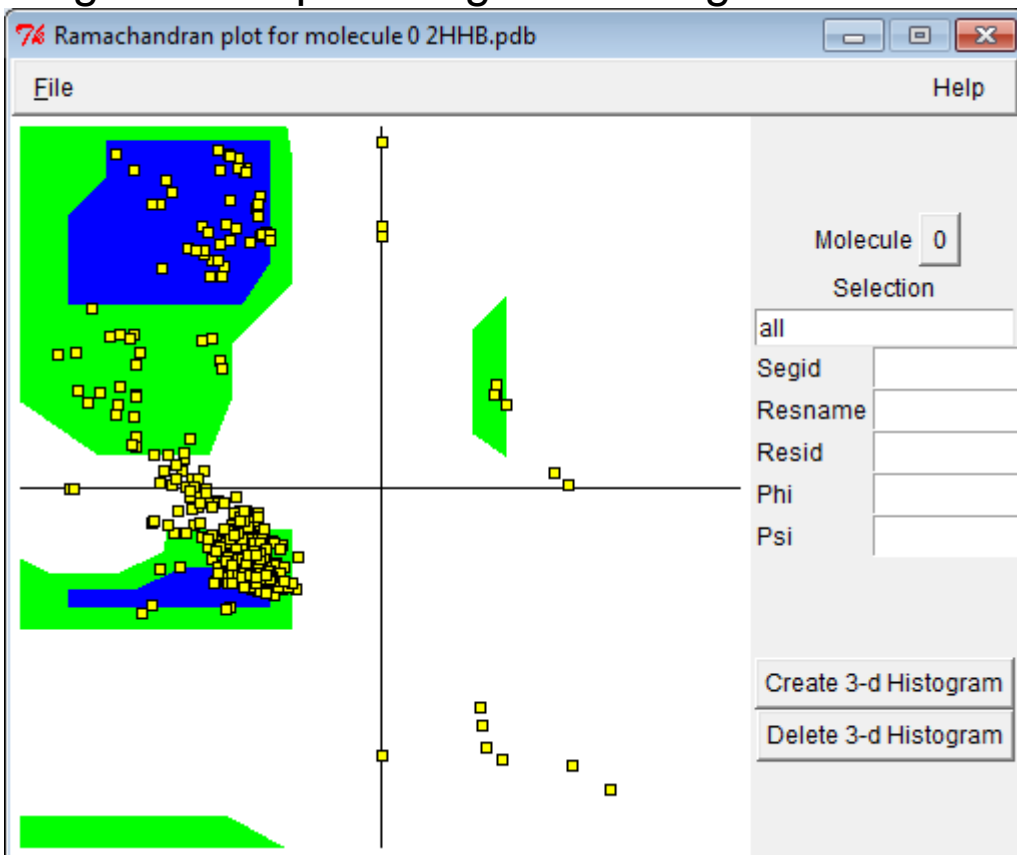 Ramachandran plot for molecule 0 2HHB.pdb
File Help
Molecule 0
Selection
all
Segid
Resname
Resid
Phi
Psi
Create 3-d Histogram
Delete 3-d Histogram